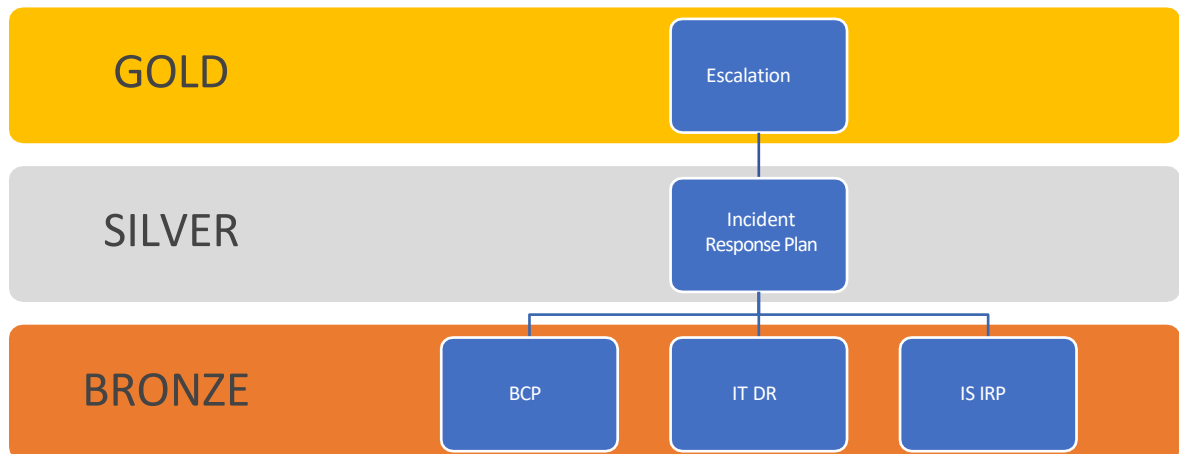 GOLD
Escalation
SILVER
Incident
Response Plan
BRONZE
BCP
IT DR
IS IRP